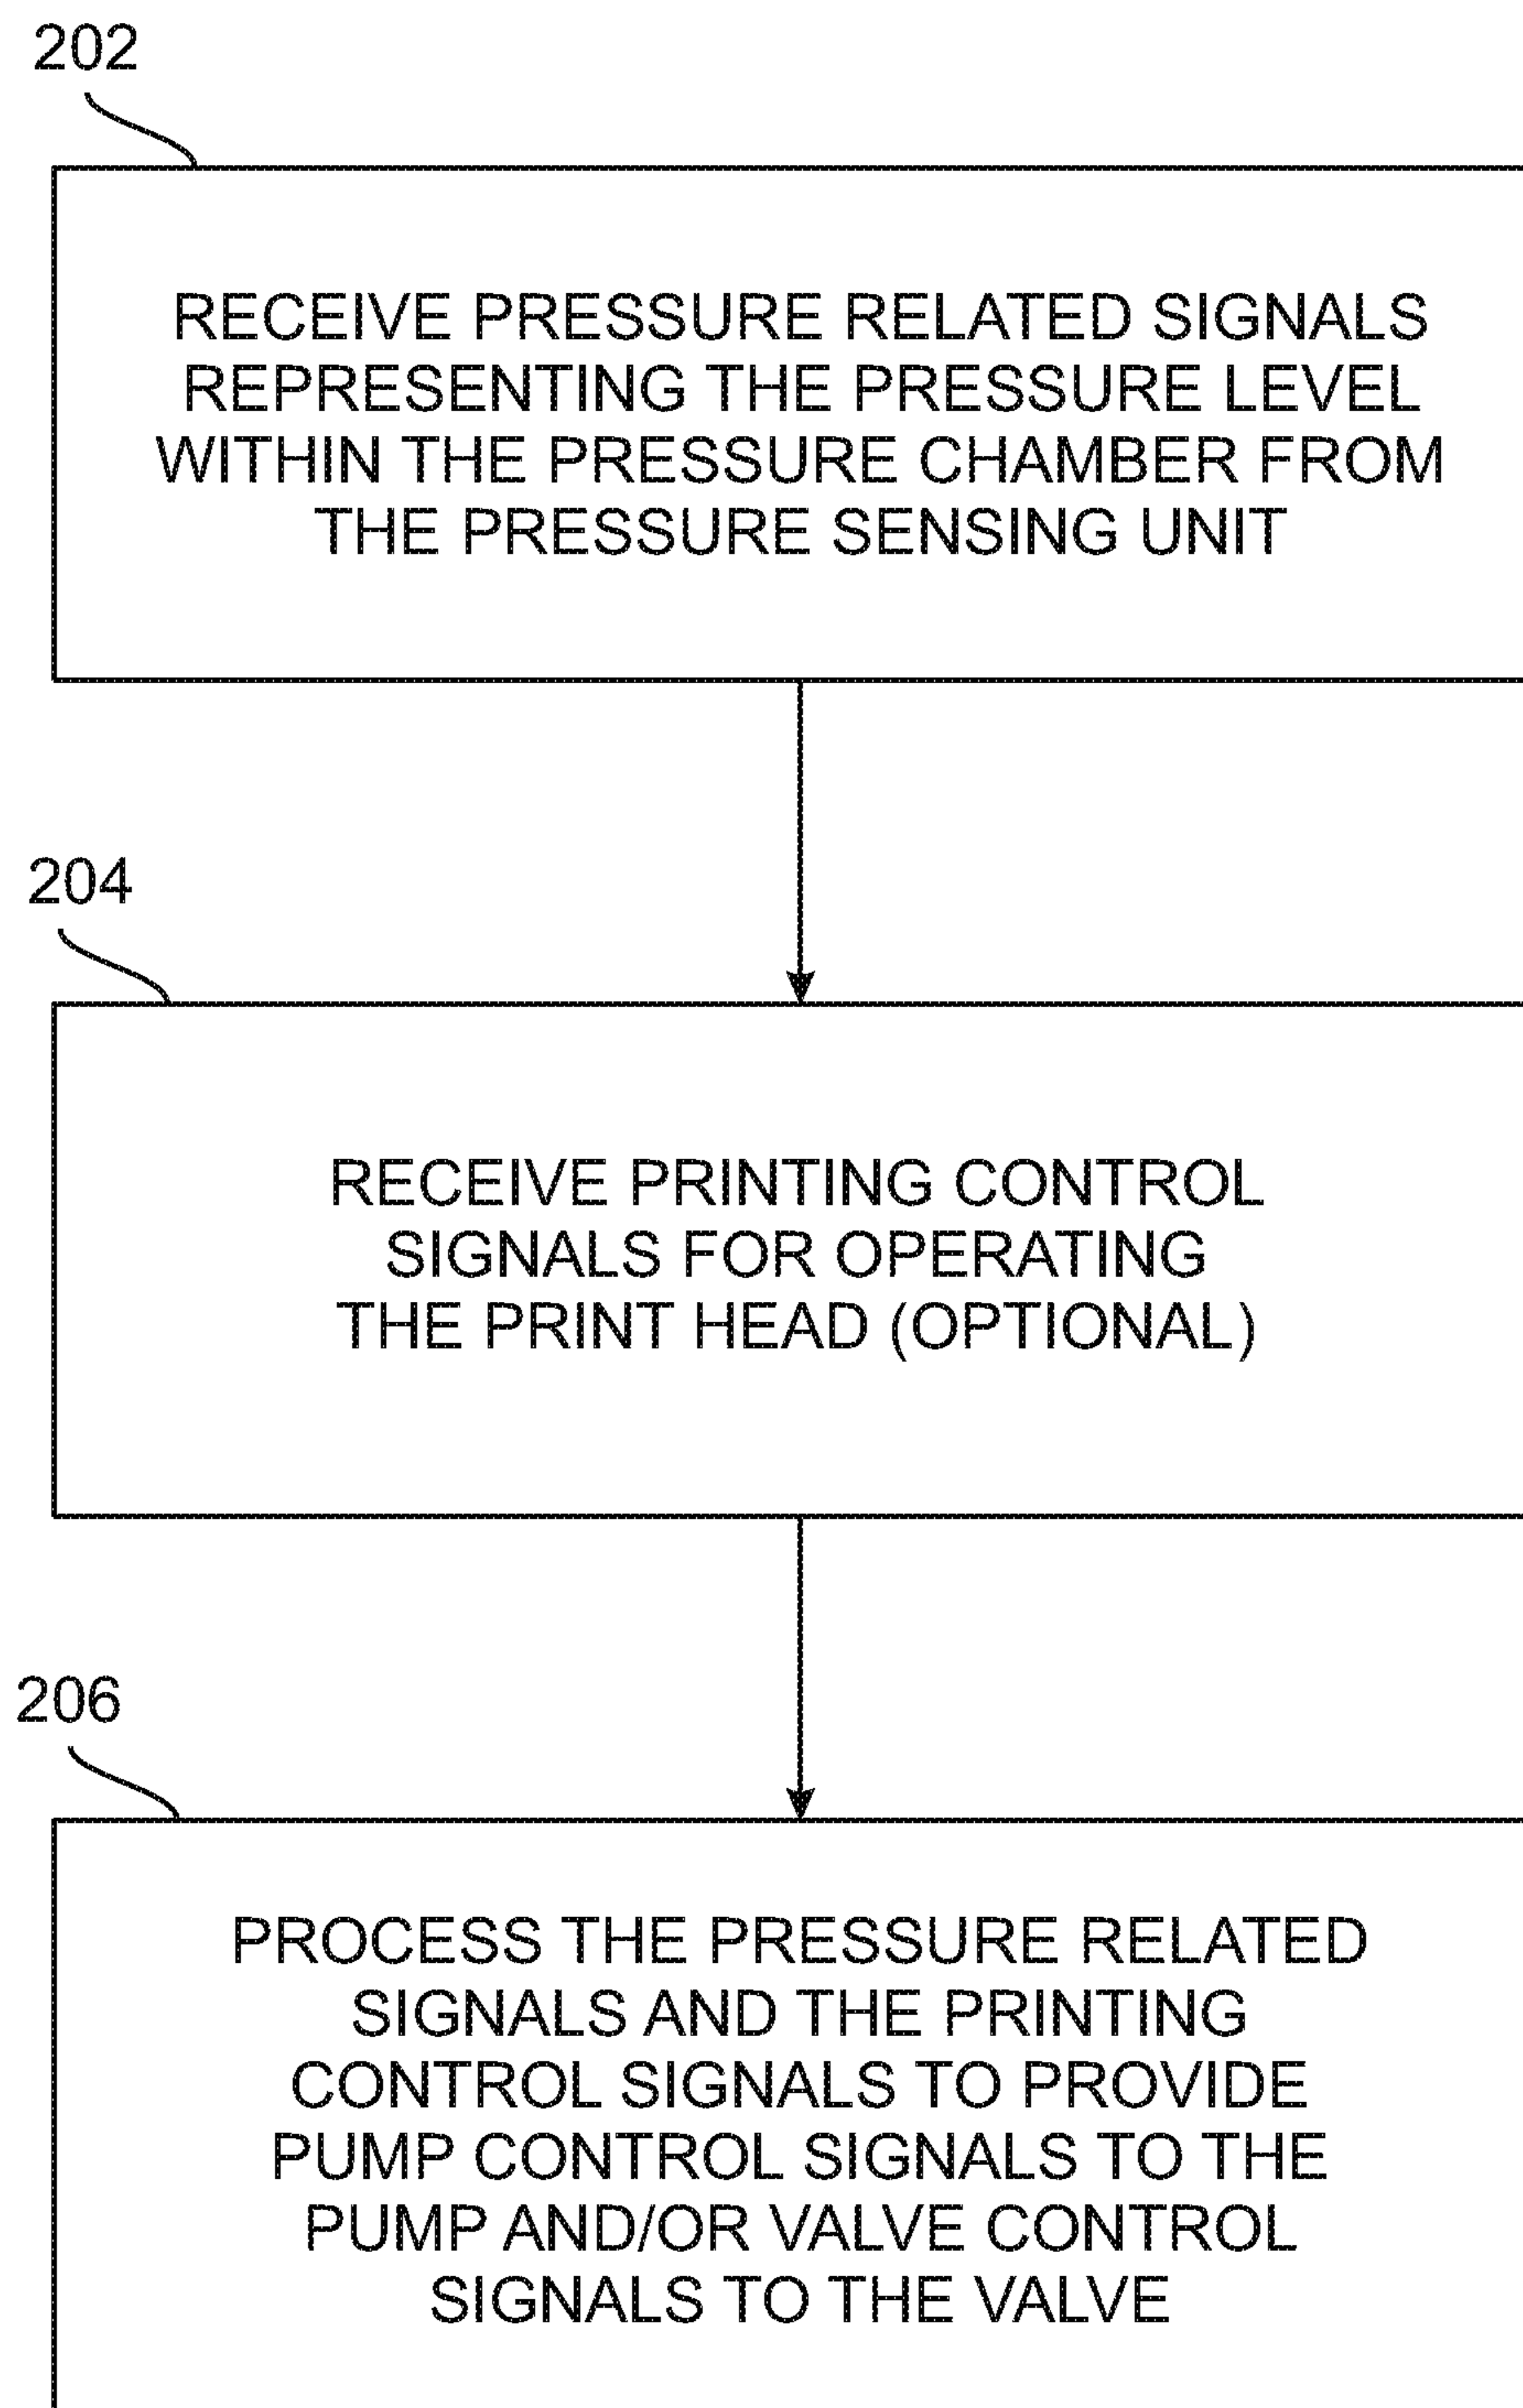 202
RECEIVE PRESSURE RELATED SIGNALS
REPRESENTING THE PRESSURE LEVEL
WITHIN THE PRESSURE CHAMBER FROM
THE PRESSURE SENSING UNIT
204
RECEIVE PRINTING CONTROL
SIGNALS FOR OPERATING
THE PRINT HEAD (OPTIONAL)
206
PROCESS THE PRESSURE RELATED
SIGNALS AND THE PRINTING
CONTROL SIGNALS TO PROVIDE
PUMP CONTROL SIGNALS TO THE
PUMP AND/OR VALVE CONTROL
SIGNALS TO THE VALVE